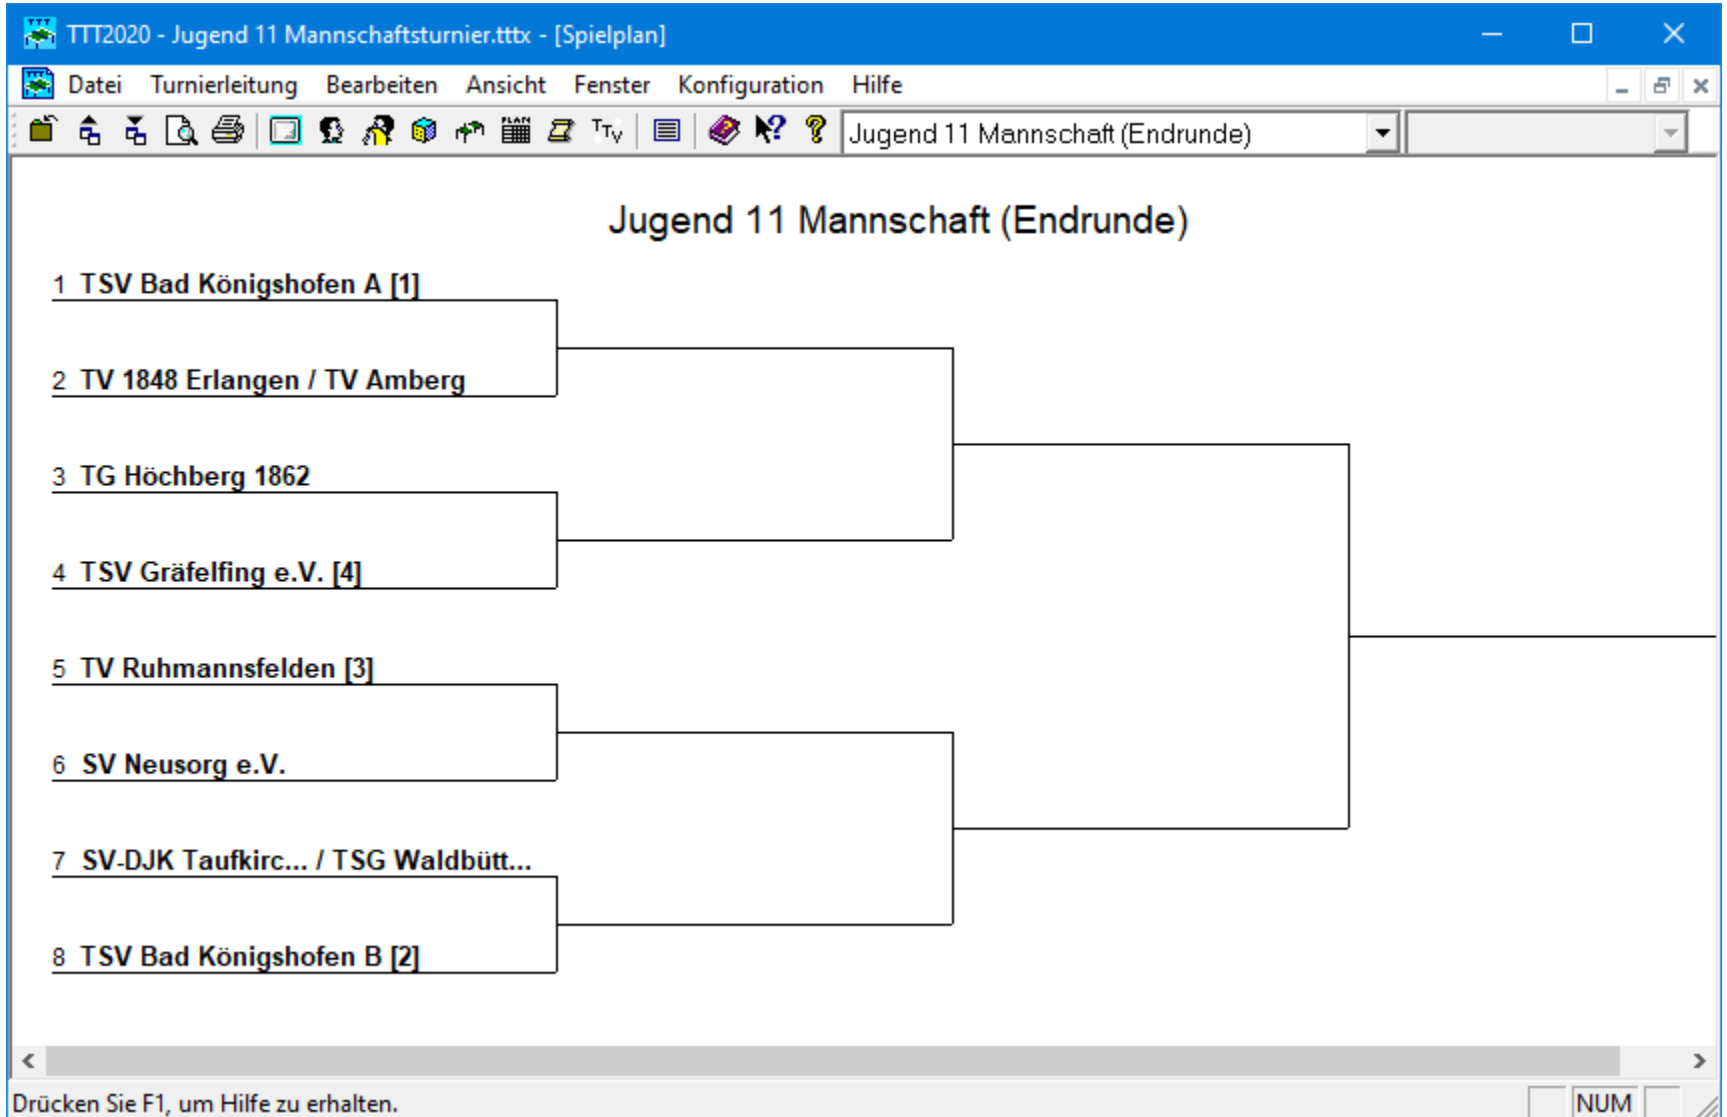 TTT2020 - Jugend 11 Mannschaftsturnier.tttx - [Spielplan]
Datei Turnierleitung Bearbeiten Ansicht Fenster Konfiguration Hilfe
PLAN TTV ? ? Jugend 11 Mannschaft (Endrunde)
Jugend 11 Mannschaft (Endrunde)
1 TSV Bad Königshofen A [1]
2 TV 1848 Erlangen / TV Amberg
3 TG Höchberg 1862
4 TSV Gräfelfing e.V. [4]
5 TV Ruhmannsfelden [3]
6 SV Neusorg e.V.
7 SV-DJK Taufkirc... / TSG Waldbütt...
8 TSV Bad Königshofen B [2]
Drücken Sie F1, um Hilfe zu erhalten.
NUM